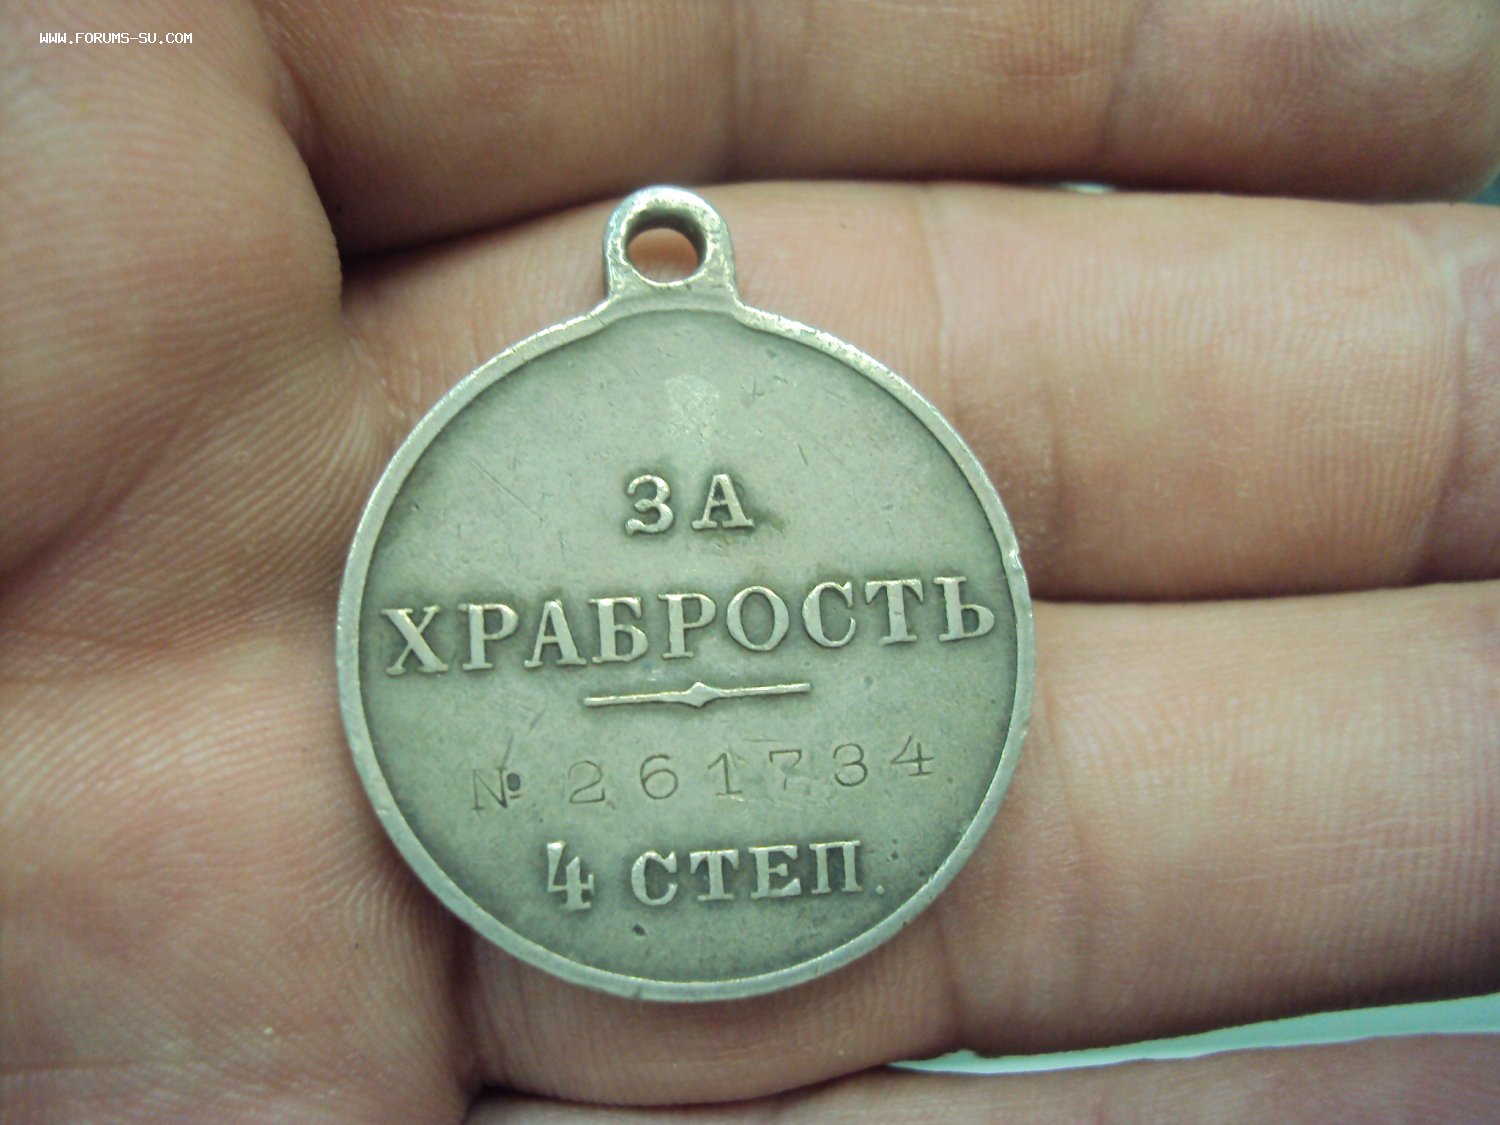 WWW.FORUMS-SU.COM
ЗА
ХРАБРОСТЬ
№ 261734
4 СТЕП.